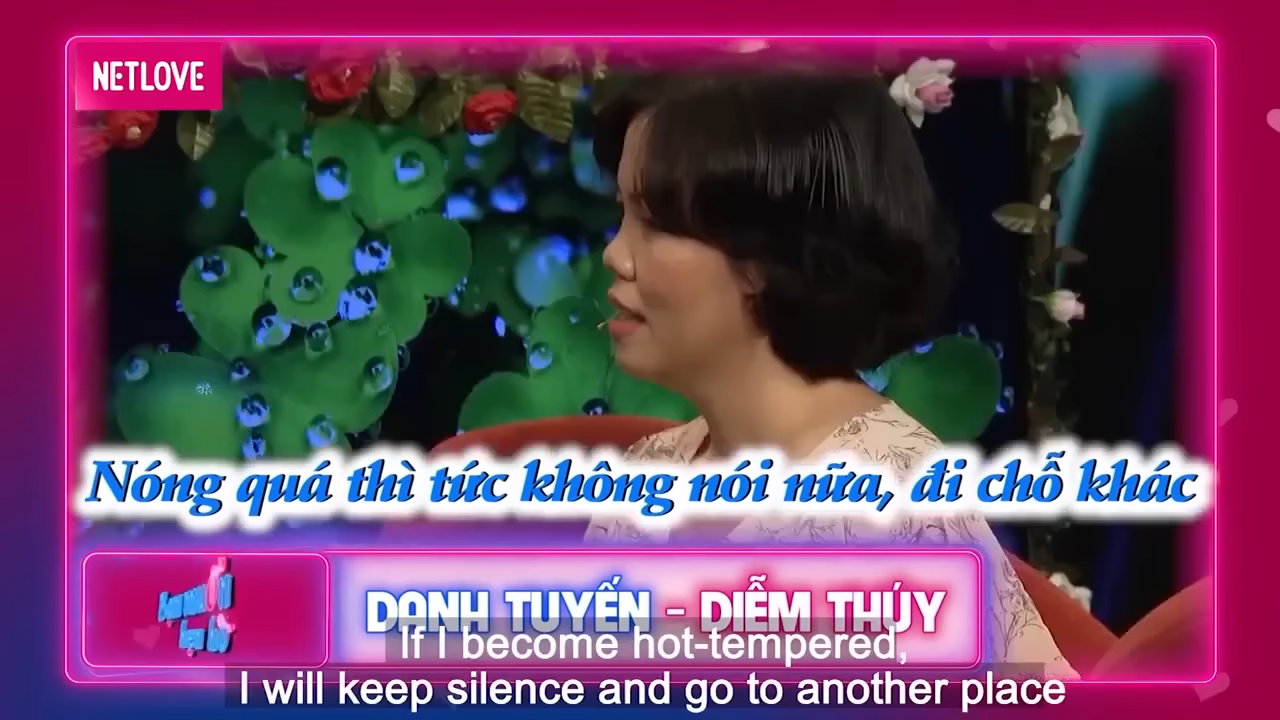 NETLOVE
Nóng quá thì tức không nói nữa, đi chỗ khác
DANH TUYẾN - DIỄM THÚY
If I become hot-tempered,
I will keep silence and go to another place